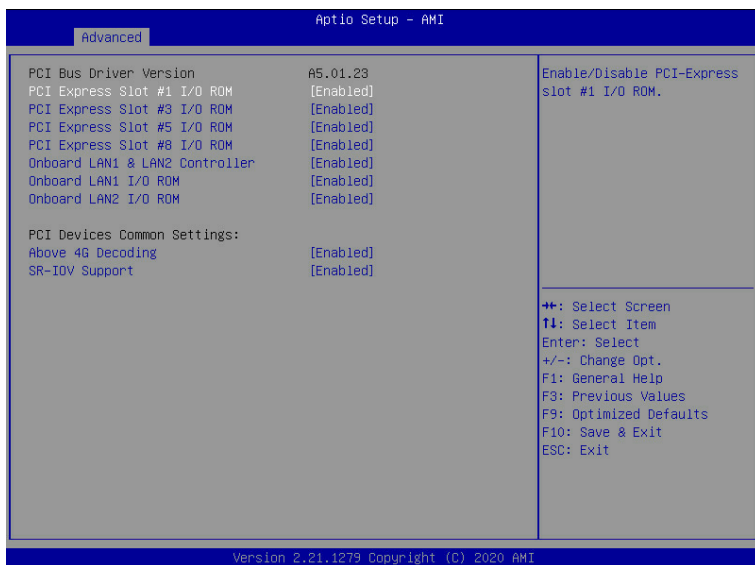 Aptio Setup – AMI
Advanced
PCI Bus Driver Version A5.01.23
PCI Express Slot #1 I/O ROM [Enabled]
PCI Express Slot #3 I/O ROM [Enabled]
PCI Express Slot #5 I/O ROM [Enabled]
PCI Express Slot #8 I/O ROM [Enabled]
Onboard LAN1 & LAN2 Controller [Enabled]
Onboard LAN1 I/O ROM [Enabled]
Onboard LAN2 I/O ROM [Enabled]
PCI Devices Common Settings:
Above 4G Decoding [Enabled]
SR-IOV Support [Enabled]
Enable/Disable PCI-Express
slot #1 I/O ROM.
→←: Select Screen
↑↓: Select Item
Enter: Select
+/-: Change Opt.
F1: General Help
F3: Previous Values
F9: Optimized Defaults
F10: Save & Exit
ESC: Exit
Version 2.21.1279 Copyright (C) 2020 AMI